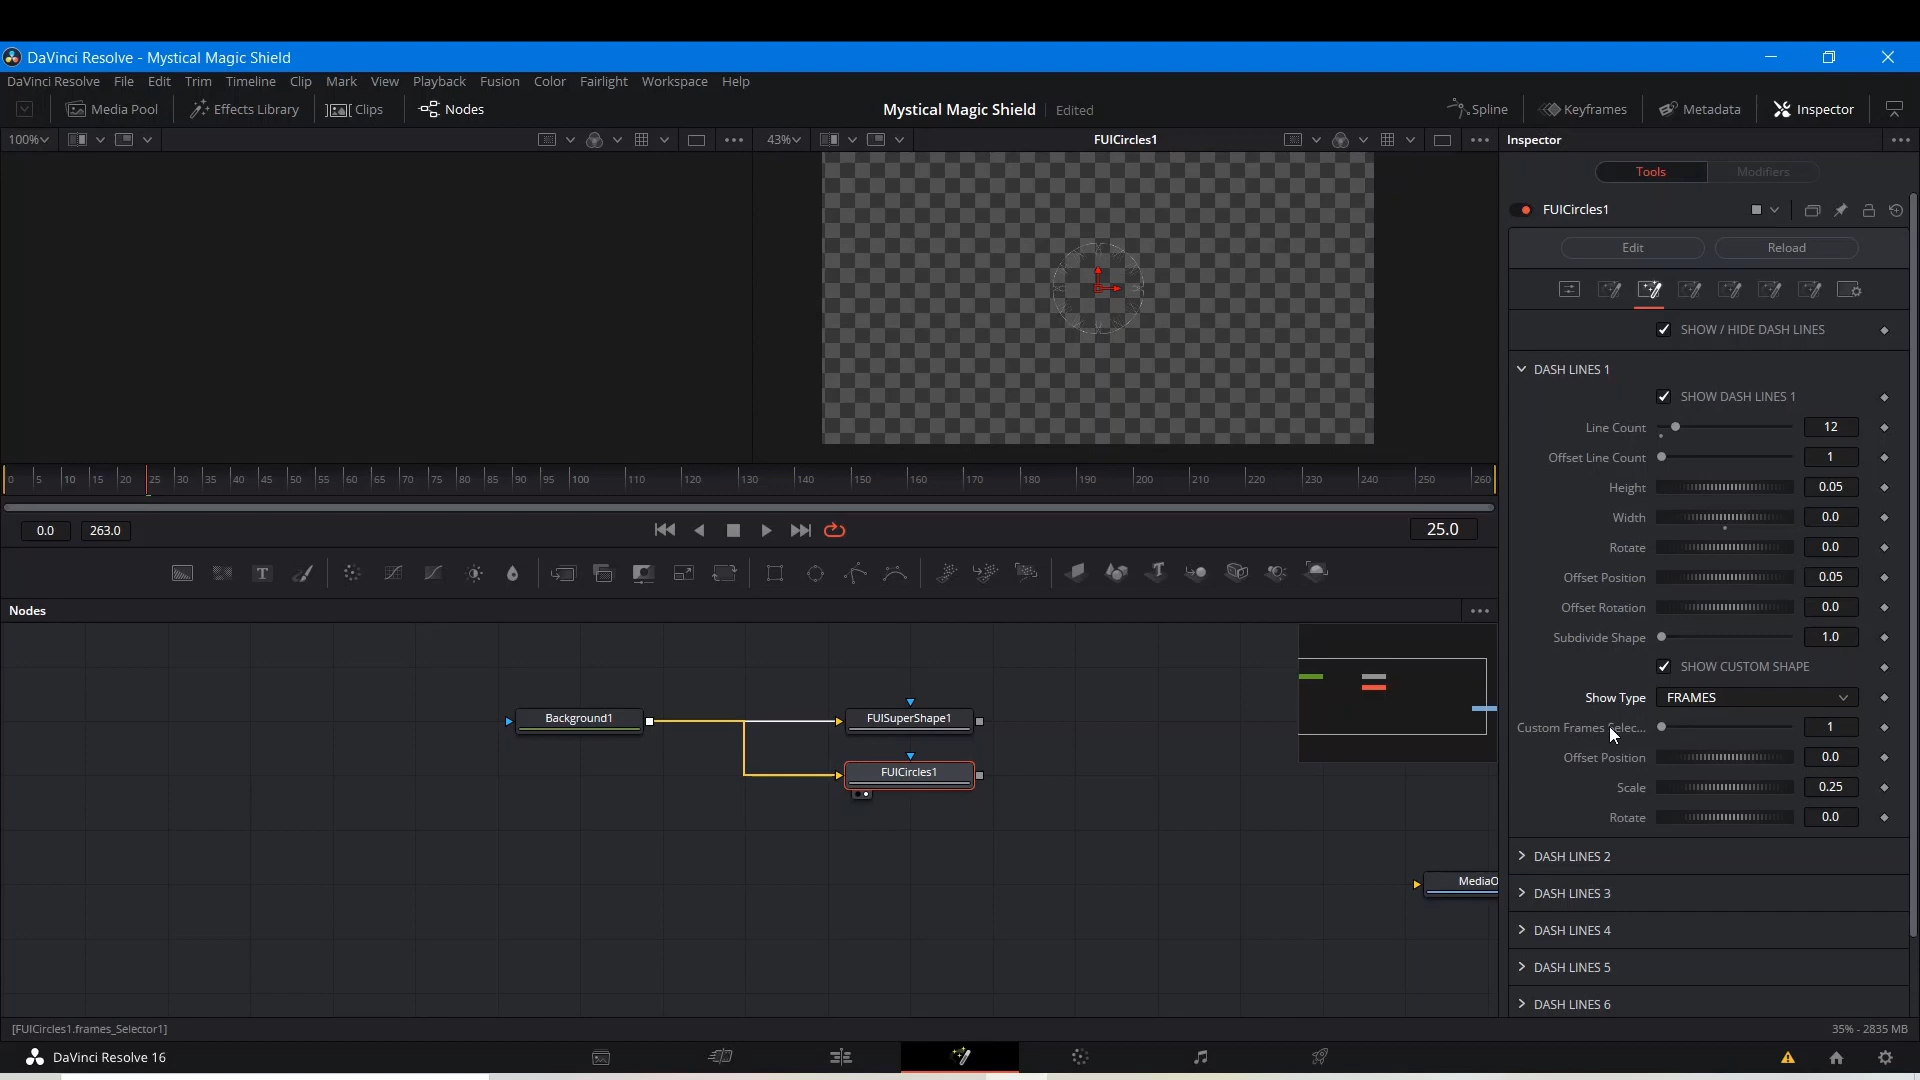 DaVinci Resolve - Mystical Magic Shield
DaVinci Resolve File Edit Trim Timeline Clip Mark View Playback Fusion Color Fairlight Workspace Help
Media Pool Effects Library Clips Nodes Mystical Magic Shield Edited Spline Keyframes Metadata Inspector
100% 43% FUICircles1 Inspector
Tools Modifiers
FUICircles1
Edit Reload
SHOW / HIDE DASH LINES
DASH LINES 1
SHOW DASH LINES 1
Line Count 12
Offset Line Count 1
Height 0.05
Width 0.0
Rotate 0.0
Offset Position 0.05
Offset Rotation 0.0
Subdivide Shape 1.0
SHOW CUSTOM SHAPE
Show Type FRAMES
Custom Frames Selec... 1
Offset Position 0.0
Scale 0.25
Rotate 0.0
DASH LINES 2
DASH LINES 3
DASH LINES 4
DASH LINES 5
DASH LINES 6
0 5 10 15 20 25 30 35 40 45 50 55 60 65 70 75 80 85 90 95 100 110 120 130 140 150 160 170 180 190 200 210 220 230 240 250 260
0.0 263.0 25.0
T
Nodes
Background1 FUISuperShape1
FUICircles1
MediaO
[FUICircles1.frames_Selector1] 35% - 2835 MB
DaVinci Resolve 16